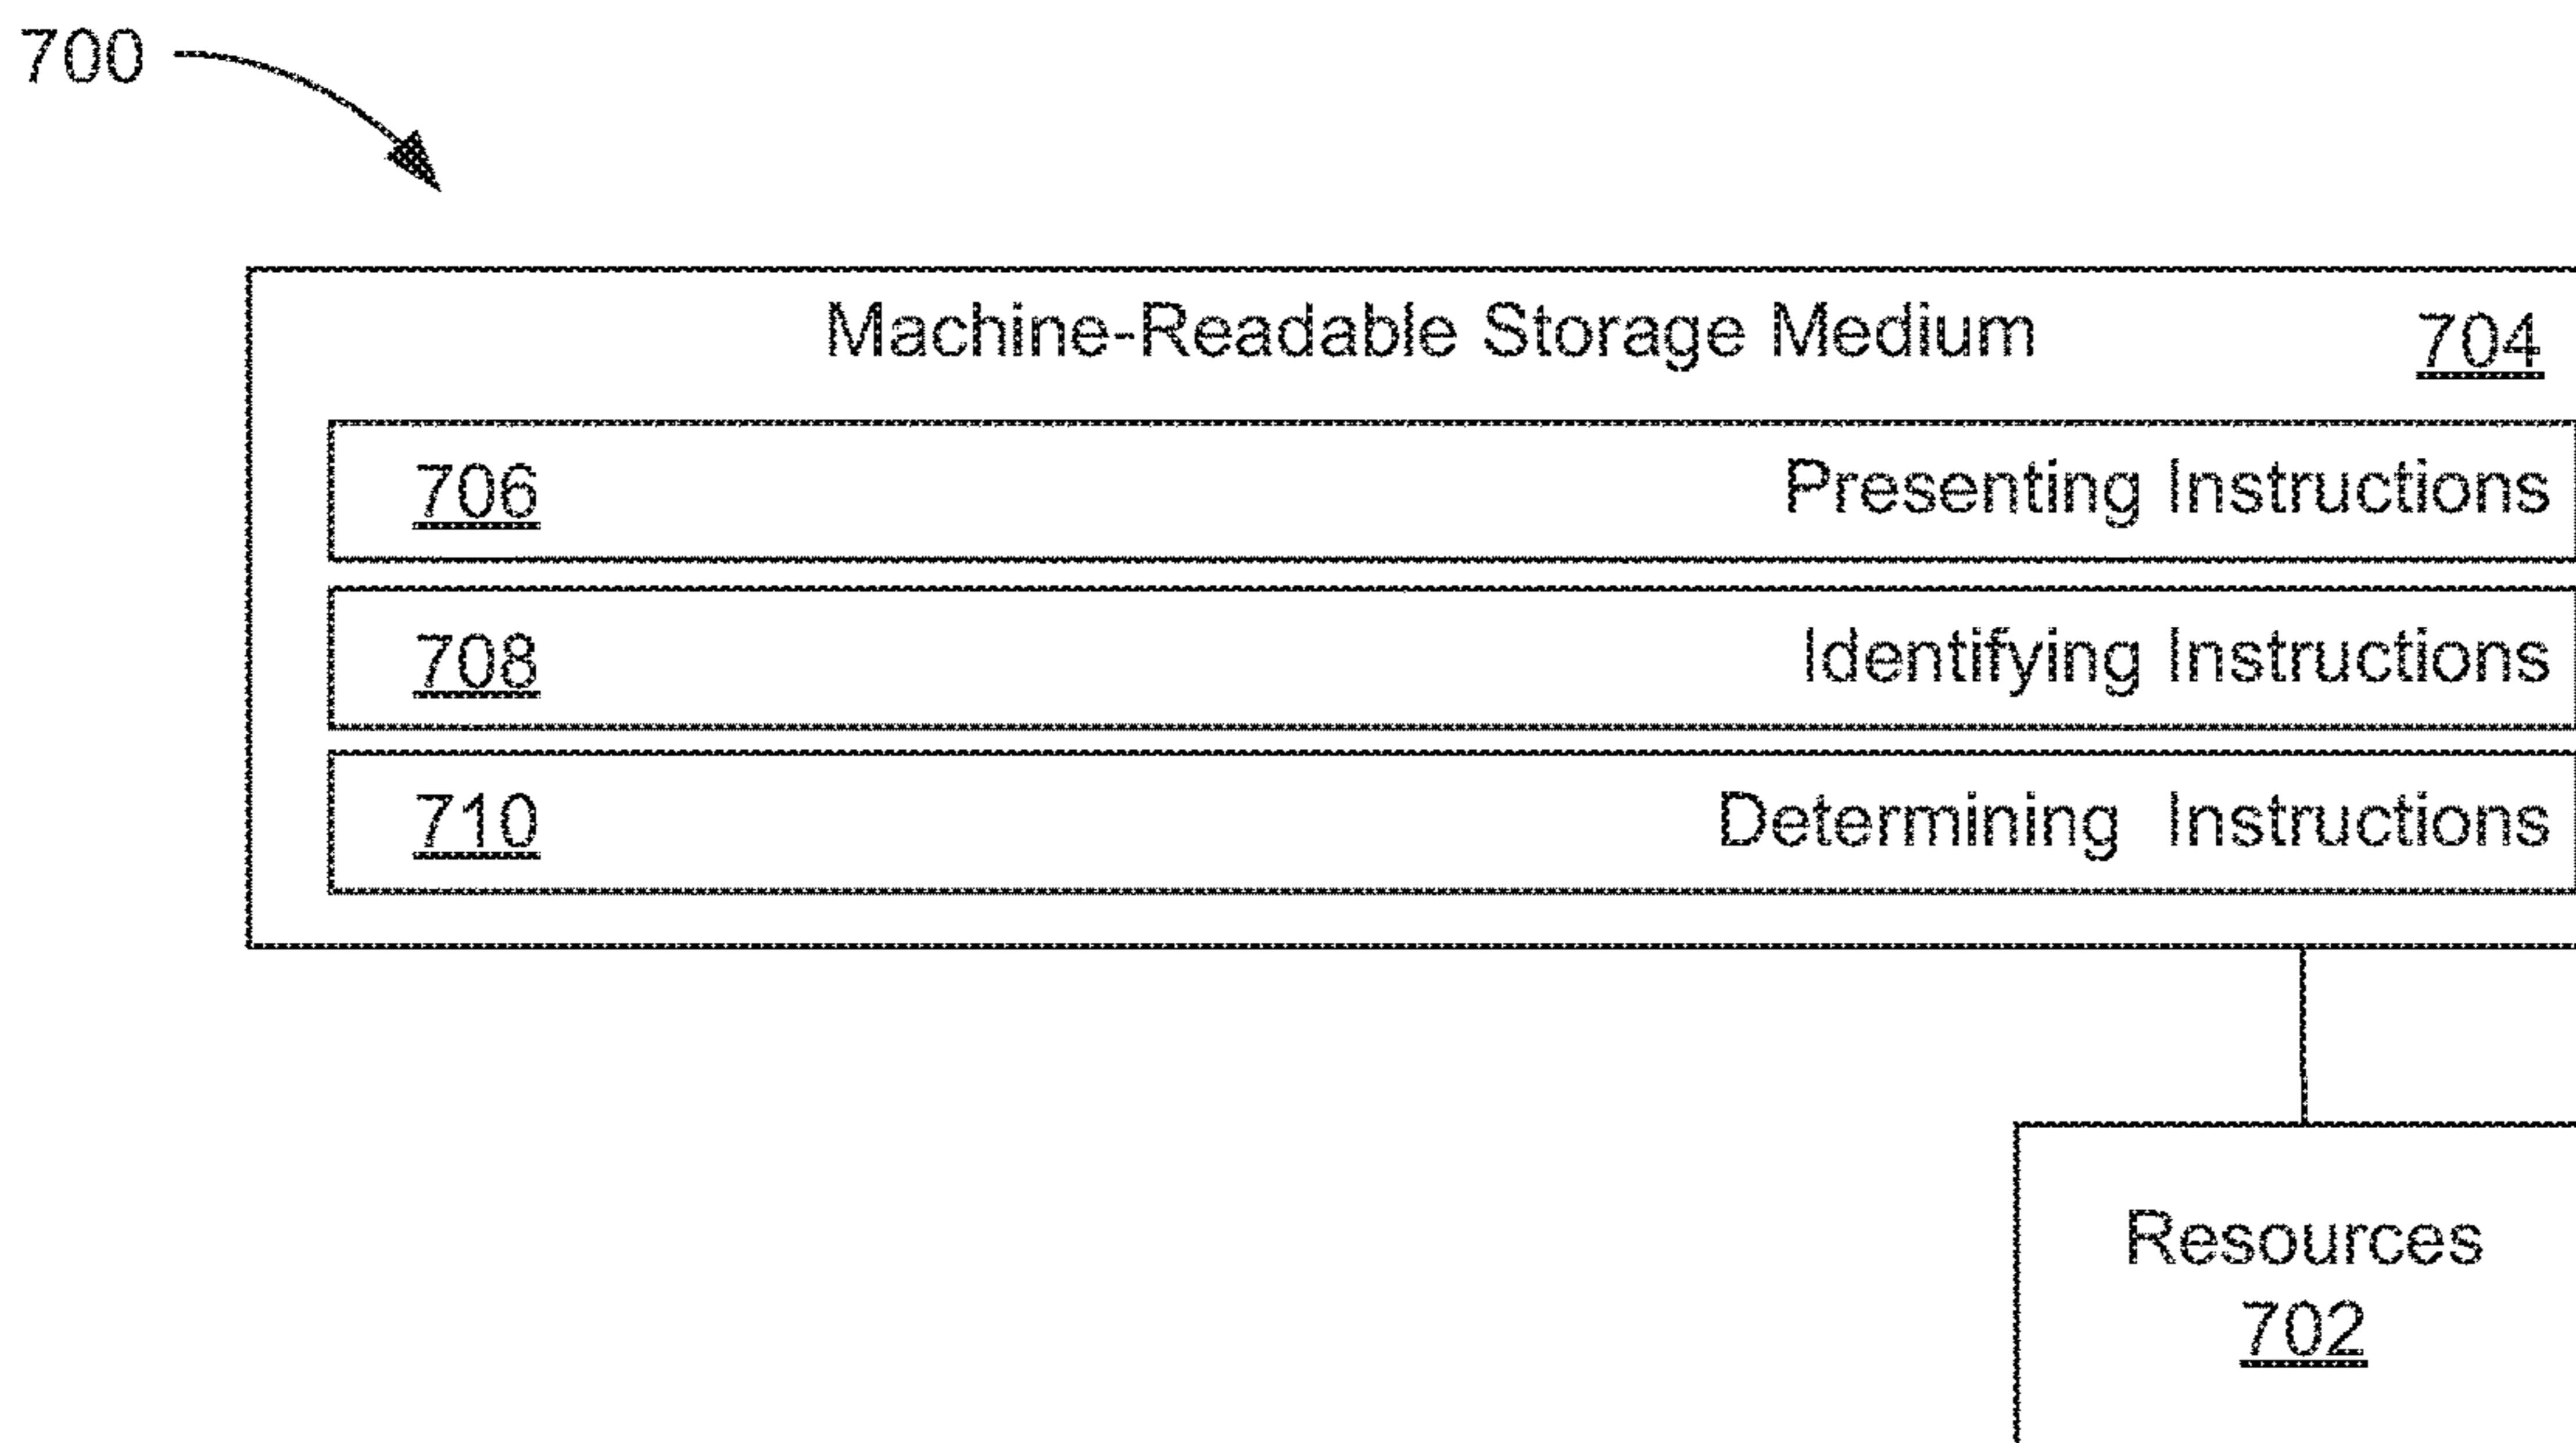 700
Machine-Readable Storage Medium 704
706 Presenting Instructions
708 Identifying Instructions
710 Determining Instructions
Resources
702